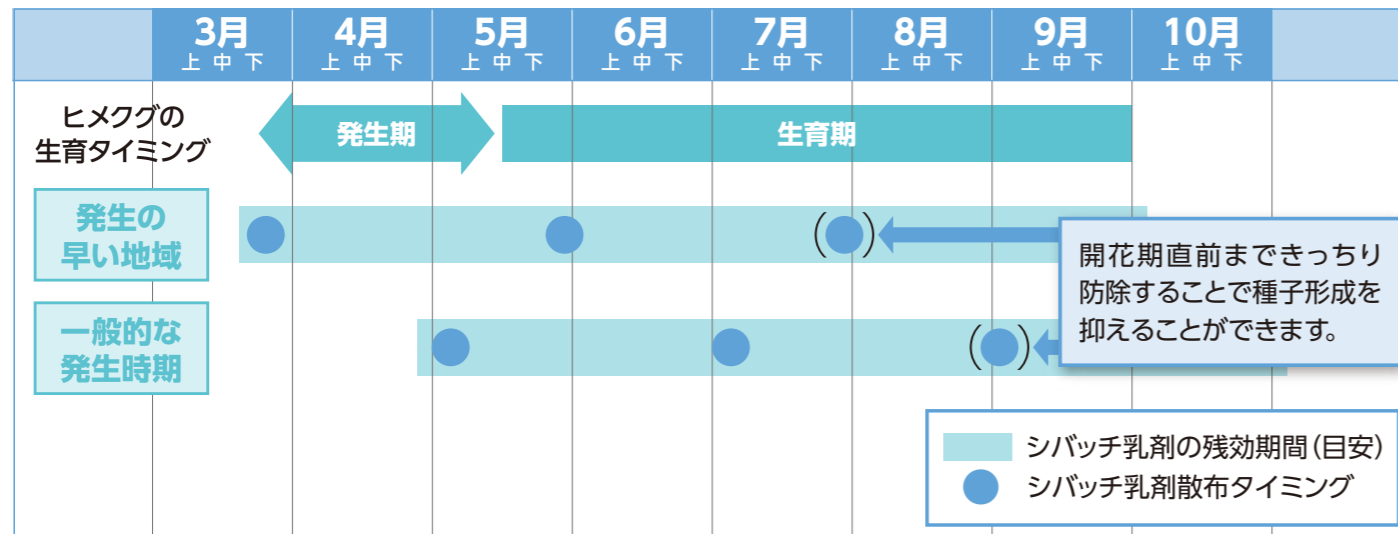 3月 4月 5月 6月 7月 8月 9月 10月
上 中 下 上 中 下 上 中 下 上 中 下 上 中 下 上 中 下 上 中 下 上 中 下
ヒメクグの
生育タイミング
発生期
生育期
発生の
早い地域
( )
一般的な
発生時期
( )
開花期直前まできっちり
防除することで種子形成を
抑えることができます。
シバッチ乳剤の残効期間(目安)
シバッチ乳剤散布タイミング